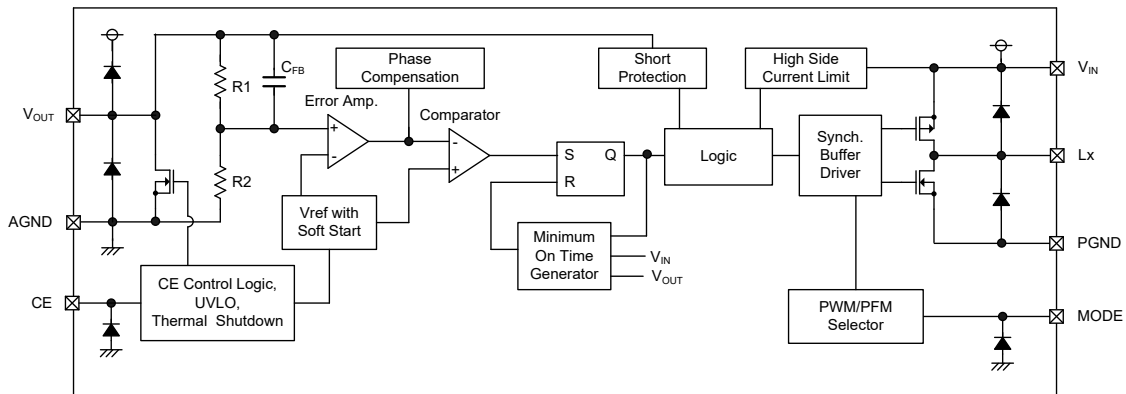 Phase
Compensation
Short
Protection
High Side
Current Limit
R1
CFB
Error Amp.
Comparator
VIN
VOUT
+
-
-
+
S
Q
R
Logic
Synch.
Buffer
Driver
Lx
R2
Vref with
Soft Start
AGND
Minimum
On Time
Generator
VIN
VOUT
PGND
CE
CE Control Logic,
UVLO,
Thermal Shutdown
PWM/PFM
Selector
MODE